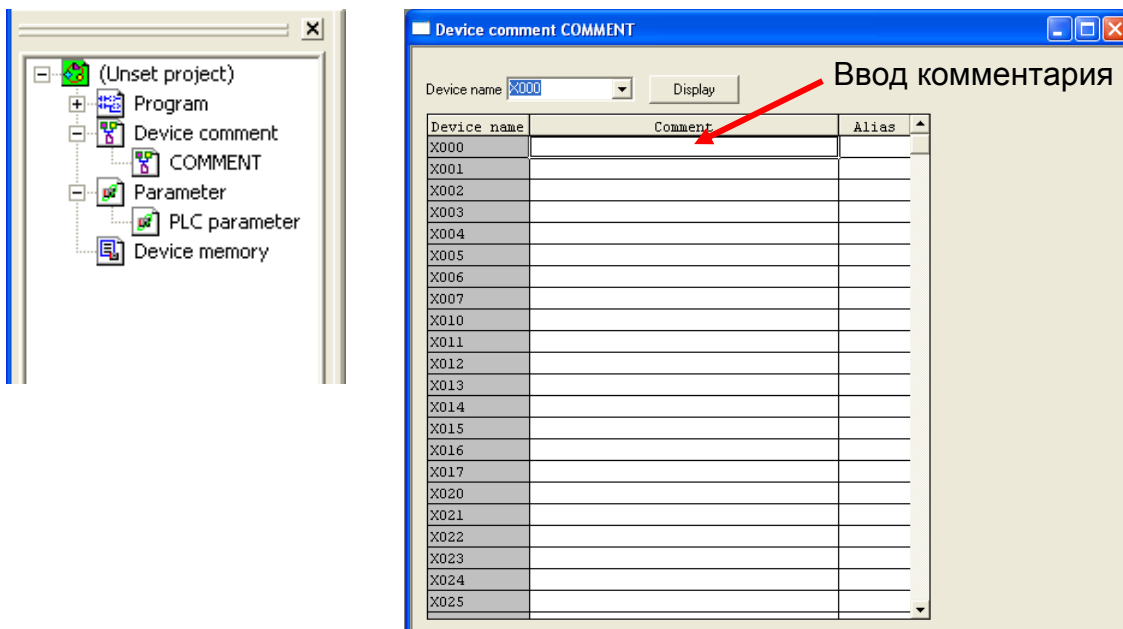 (Unset project)
Program
Device comment
COMMENT
Parameter
PLC parameter
Device memory
Device comment COMMENT
Ввод комментария
Device name X000 Display
Device name Comment Alias
X000
X001
X002
X003
X004
X005
X006
X007
X010
X011
X012
X013
X014
X015
X016
X017
X020
X021
X022
X023
X024
X025